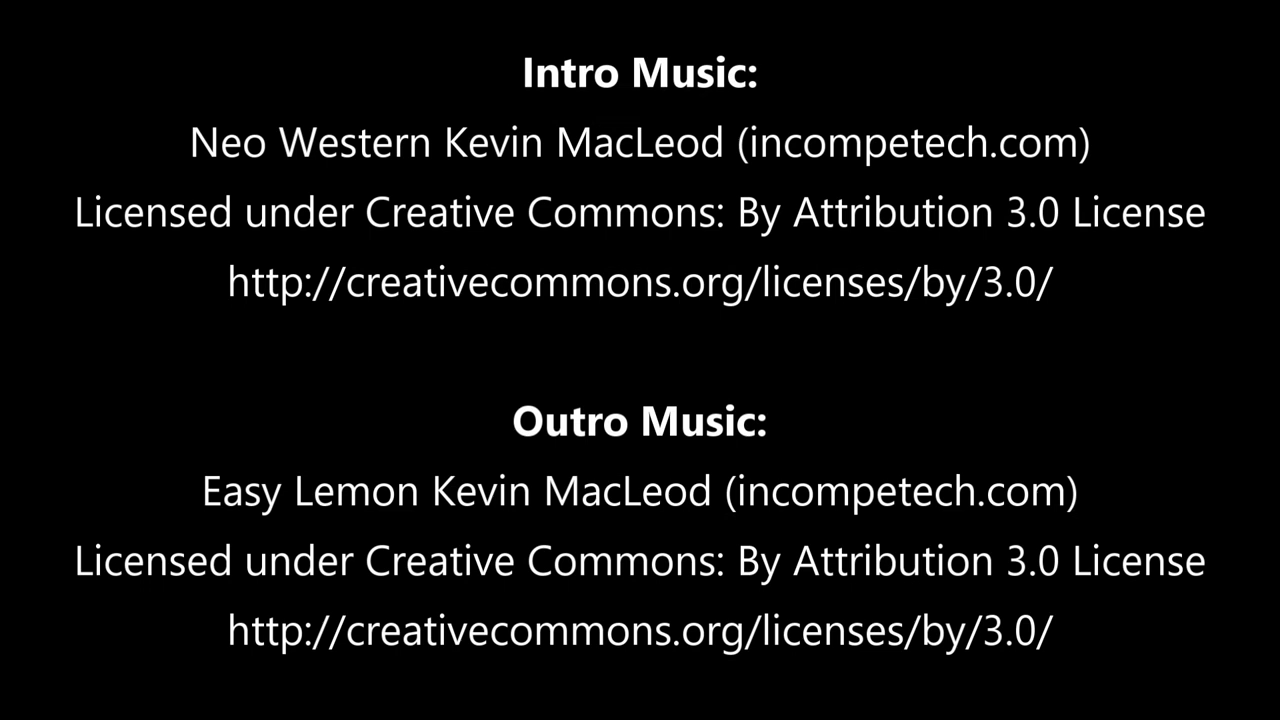 Intro Music:
Neo Western Kevin MacLeod (incompetech.com)
Licensed under Creative Commons: By Attribution 3.0 License
http://creativecommons.org/licenses/by/3.0/
Outro Music:
Easy Lemon Kevin MacLeod (incompetech.com)
Licensed under Creative Commons: By Attribution 3.0 License
http://creativecommons.org/licenses/by/3.0/